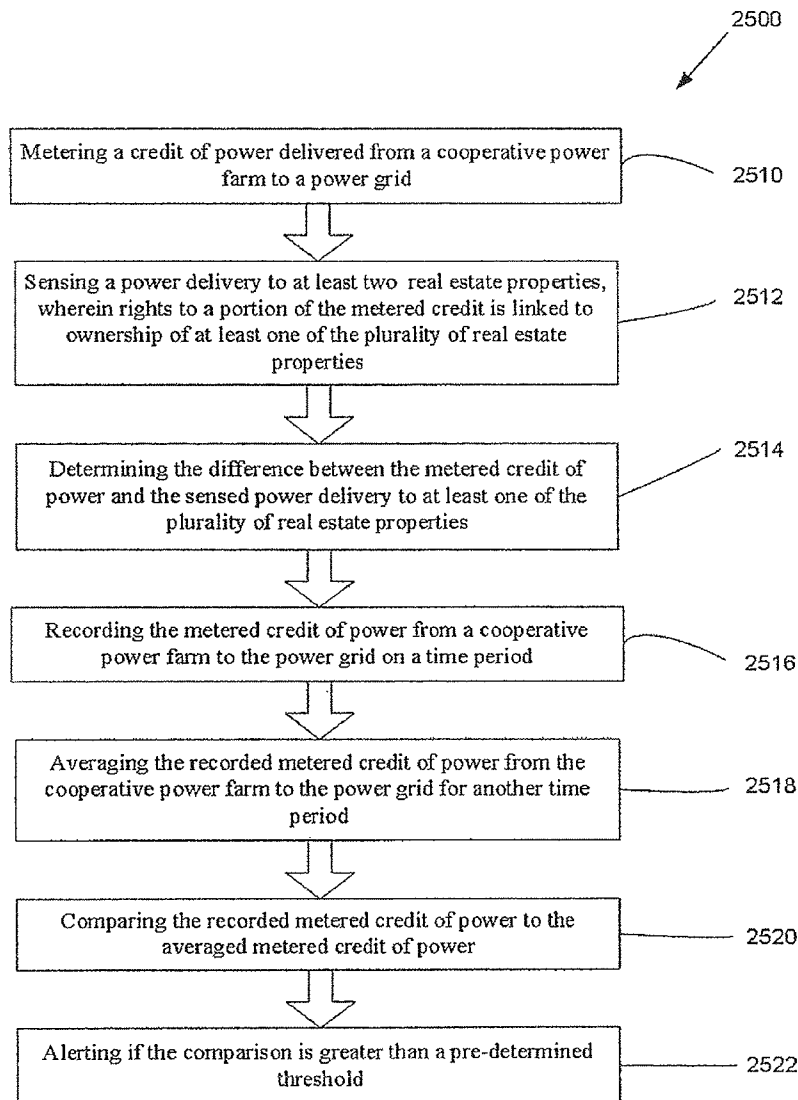 2500
Metering a credit of power delivered from a cooperative power
farm to a power grid
2510
Sensing a power delivery to at least two real estate properties,
wherein rights to a portion of the metered credit is linked to
ownership of at least one of the plurality of real estate
properties
2512
Determining the difference between the metered credit of
power and the sensed power delivery to at least one of the
plurality of real estate properties
2514
Recording the metered credit of power from a cooperative
power farm to the power grid on a time period
2516
Averaging the recorded metered credit of power from the
cooperative power farm to the power grid for another time
period
2518
Comparing the recorded metered credit of power to the
averaged metered credit of power
2520
Alerting if the comparison is greater than a pre-determined
threshold
2522